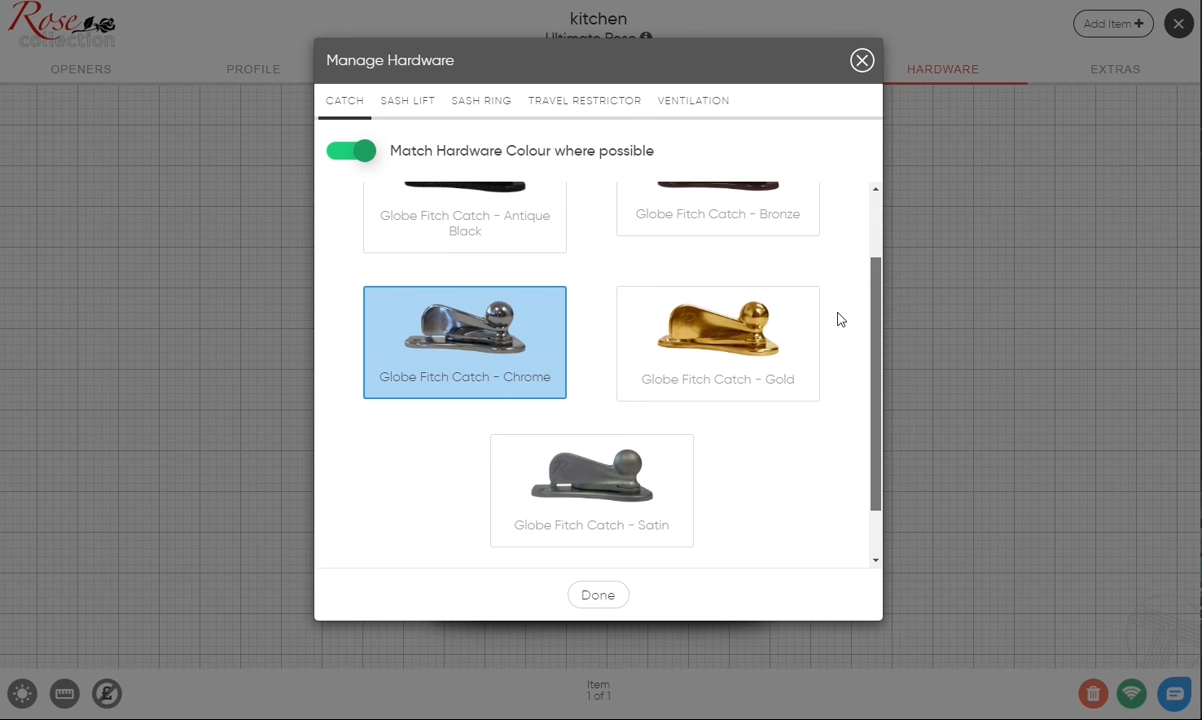 Rose
collection
kitchen
Ultimate Rose
Add Item +
OPENERS
PROFILE
HARDWARE
EXTRAS
Manage Hardware
CATCH
SASH LIFT
SASH RING
TRAVEL RESTRICTOR
VENTILATION
Match Hardware Colour where possible
Globe Fitch Catch - Antique
Black
Globe Fitch Catch - Bronze
Globe Fitch Catch - Chrome
Globe Fitch Catch - Gold
Globe Fitch Catch - Satin
Done
Item
1 of 1